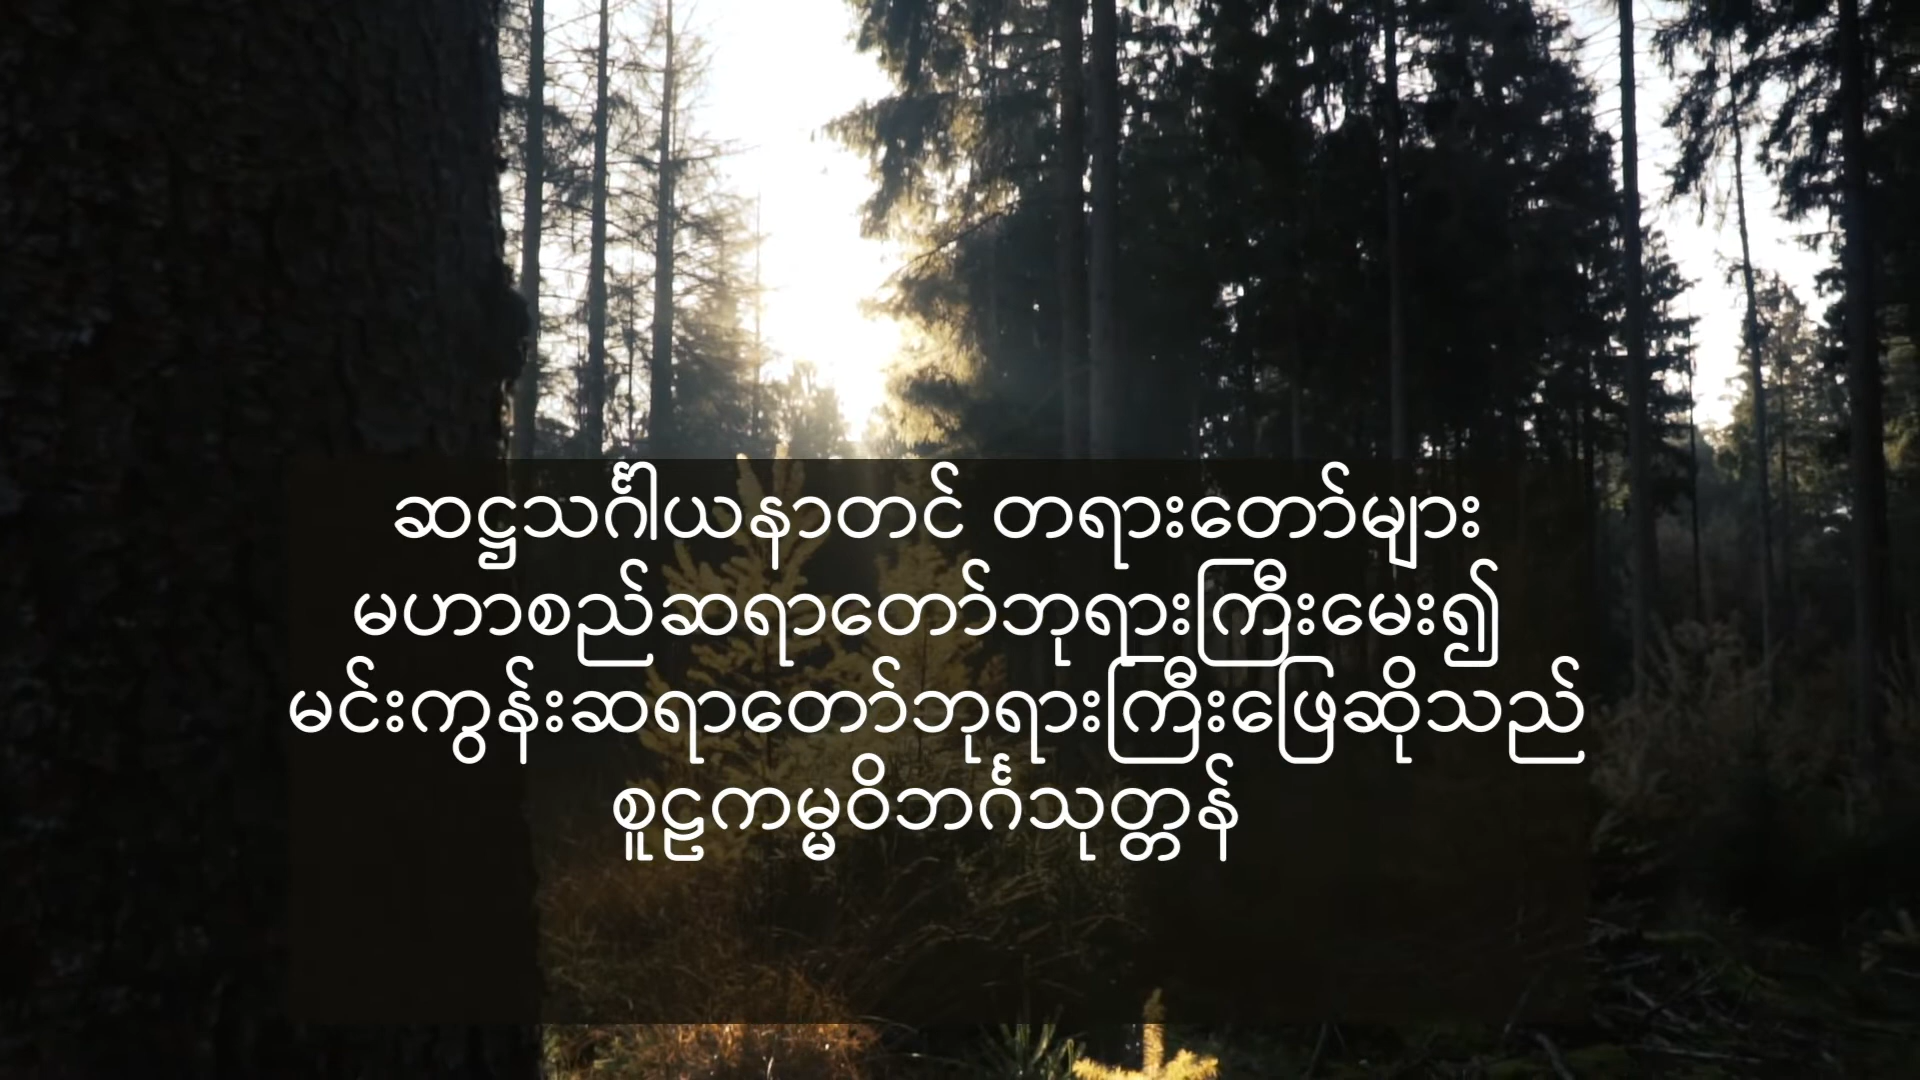 ဆဋ္ဌသင်္ဂါယနာတင် တရားတော်များ
မဟာစည်ဆရာတော်ဘုရားကြီးမေး၍
မင်းကွန်းဆရာတော်ဘုရားကြီးဖြေဆိုသည်
စူဠကမ္မဝိဘင်္ဂသုတ္တန်